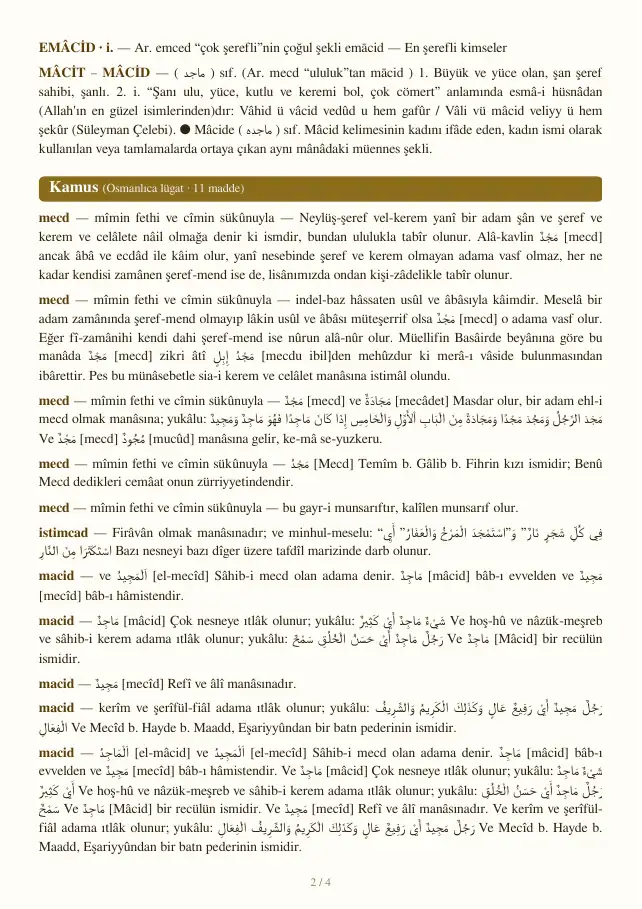 EMÂCİD · i. — Ar. emced “çok şerefli”nin çoğul şekli emācid — En şerefli kimseler
MÂCİT – MÂCİD — ( ماجد ) sıf. (Ar. mecd “ululuk”tan mācid ) 1. Büyük ve yüce olan, şan şeref
sahibi, şanlı. 2. i. “Şanı ulu, yüce, kutlu ve keremi bol, çok cömert” anlamında esmâ-i hüsnâdan
(Allah'ın en güzel isimlerinden)dır: Vâhid ü vâcid vedûd u hem gafûr / Vâli vü mâcid veliyy ü hem
şekûr (Süleyman Çelebi). ● Mâcide ( ماجده ) sıf. Mâcid kelimesinin kadını ifâde eden, kadın ismi olarak
kullanılan veya tamlamalarda ortaya çıkan aynı mânâdaki müennes şekli.
Kamus (Osmanlıca lügat · 11 madde)
mecd — mîmin fethi ve cîmin sükûnuyla — Neylüş-şeref vel-kerem yanî bir adam şân ve şeref ve
kerem ve celâlete nâil olmağa denir ki ismdir, bundan ululukla tabîr olunur. Alâ-kavlin مَجْدٌ [mecd]
ancak âbâ ve ecdâd ile kâim olur, yanî nesebinde şeref ve kerem olmayan adama vasf olmaz, her ne
kadar kendisi zamânen şeref-mend ise de, lisânımızda ondan kişi-zâdelikle tabîr olunur.
mecd — mîmin fethi ve cîmin sükûnuyla — indel-baz hâssaten usûl ve âbâsıyla kâimdir. Meselâ bir
adam zamânında şeref-mend olmayıp lâkin usûl ve âbâsı müteşerrif olsa مَجْدٌ [mecd] o adama vasf olur.
Eğer fî-zamânihi kendi dahi şeref-mend ise nûrun alâ-nûr olur. Müellifin Basâirde beyânına göre bu
manâda مَجْدٌ [mecd] zikri âtî مَجْدُ إِبِلٍ [mecdu ibil]den mehûzdur ki merâ-ı vâside bulunmasından
ibârettir. Pes bu münâsebetle sia-i kerem ve celâlet manâsına istimâl olundu.
mecd — mîmin fethi ve cîmin sükûnuyla — مَجْدٌ [mecd] ve مَجَادَةٌ [mecâdet] Masdar olur, bir adam ehl-i
mecd olmak manâsına; yukâlu: مَجَدَ الرَّجُلُ وَمَجُدَ مَجْدًا وَمَجَادَةً مِنَ الْبَابِ الْأَوَّلِ وَالْخَامِسِ إِذَا كَانَ مَاجِدًا فَهُوَ مَاجِدٌ وَمَجِيدٌ
Ve مَجْدٌ [mecd] مُجُودٌ [mucûd] manâsına gelir, ke-mâ se-yuzkeru.
mecd — mîmin fethi ve cîmin sükûnuyla — مَجْدُ [Mecd] Temîm b. Gâlib b. Fihrin kızı ismidir; Benû
Mecd dedikleri cemâat onun zürriyyetindendir.
mecd — mîmin fethi ve cîmin sükûnuyla — bu gayr-i munsarıftır, kalîlen munsarif olur.
istimcad — Firâvân olmak manâsınadır; ve minhul-meselu: “فِي كُلِّ شَجَرٍ نَارٌ” وَ”اسْتَمْجَدَ الْمَرْخُ وَالْعَفَارُ” أَيِ
اسْتَكْثَرَا مِنَ النَّارِ Bazı nesneyi bazı dîger üzere tafdîl marizinde darb olunur.
macid — ve اَلْمَجِيدُ [el-mecîd] Sâhib-i mecd olan adama denir. مَاجِدٌ [mâcid] bâb-ı evvelden ve مَجِيدٌ
[mecîd] bâb-ı hâmistendir.
macid — مَاجِدٌ [mâcid] Çok nesneye ıtlâk olunur; yukâlu: شَيْءٌ مَاجِدٌ أَيْ كَثِيرٌ Ve hoş-hû ve nâzük-meşreb
ve sâhib-i kerem adama ıtlâk olunur; yukâlu: رَجُلٌ مَاجِدٌ أَيْ حَسَنُ الْخُلُقِ سَمْحٌ Ve مَاجِدٌ [Mâcid] bir recülün
ismidir.
macid — مَجِيدٌ [mecîd] Refî ve âlî manâsınadır.
macid — kerîm ve şerîfül-fiâl adama ıtlâk olunur; yukâlu: رَجُلٌ مَجِيدٌ أَيْ رَفِيعٌ عَالٍ وَكَذٰلِكَ الْكَرِيمُ وَالشَّرِيفُ
الْفِعَالِ Ve Mecîd b. Hayde b. Maadd, Eşariyyûndan bir batn pederinin ismidir.
macid — اَلْمَاجِدُ [el-mâcid] ve اَلْمَجِيدُ [el-mecîd] Sâhib-i mecd olan adama denir. مَاجِدٌ [mâcid] bâb-ı
evvelden ve مَجِيدٌ [mecîd] bâb-ı hâmistendir. Ve مَاجِدٌ [mâcid] Çok nesneye ıtlâk olunur; yukâlu: شَيْءٌ مَاجِدٌ
أَيْ كَثِيرٌ Ve hoş-hû ve nâzük-meşreb ve sâhib-i kerem adama ıtlâk olunur; yukâlu: رَجُلٌ مَاجِدٌ أَيْ حَسَنُ الْخُلُقِ
سَمْحٌ Ve مَاجِدٌ [Mâcid] bir recülün ismidir. Ve مَجِيدٌ [mecîd] Refî ve âlî manâsınadır. Ve kerîm ve şerîfül-
fiâl adama ıtlâk olunur; yukâlu: رَجُلٌ مَجِيدٌ أَيْ رَفِيعٌ عَالٍ وَكَذٰلِكَ الْكَرِيمُ وَالشَّرِيفُ الْفِعَالِ Ve Mecîd b. Hayde b.
Maadd, Eşariyyûndan bir batn pederinin ismidir.
2 / 4